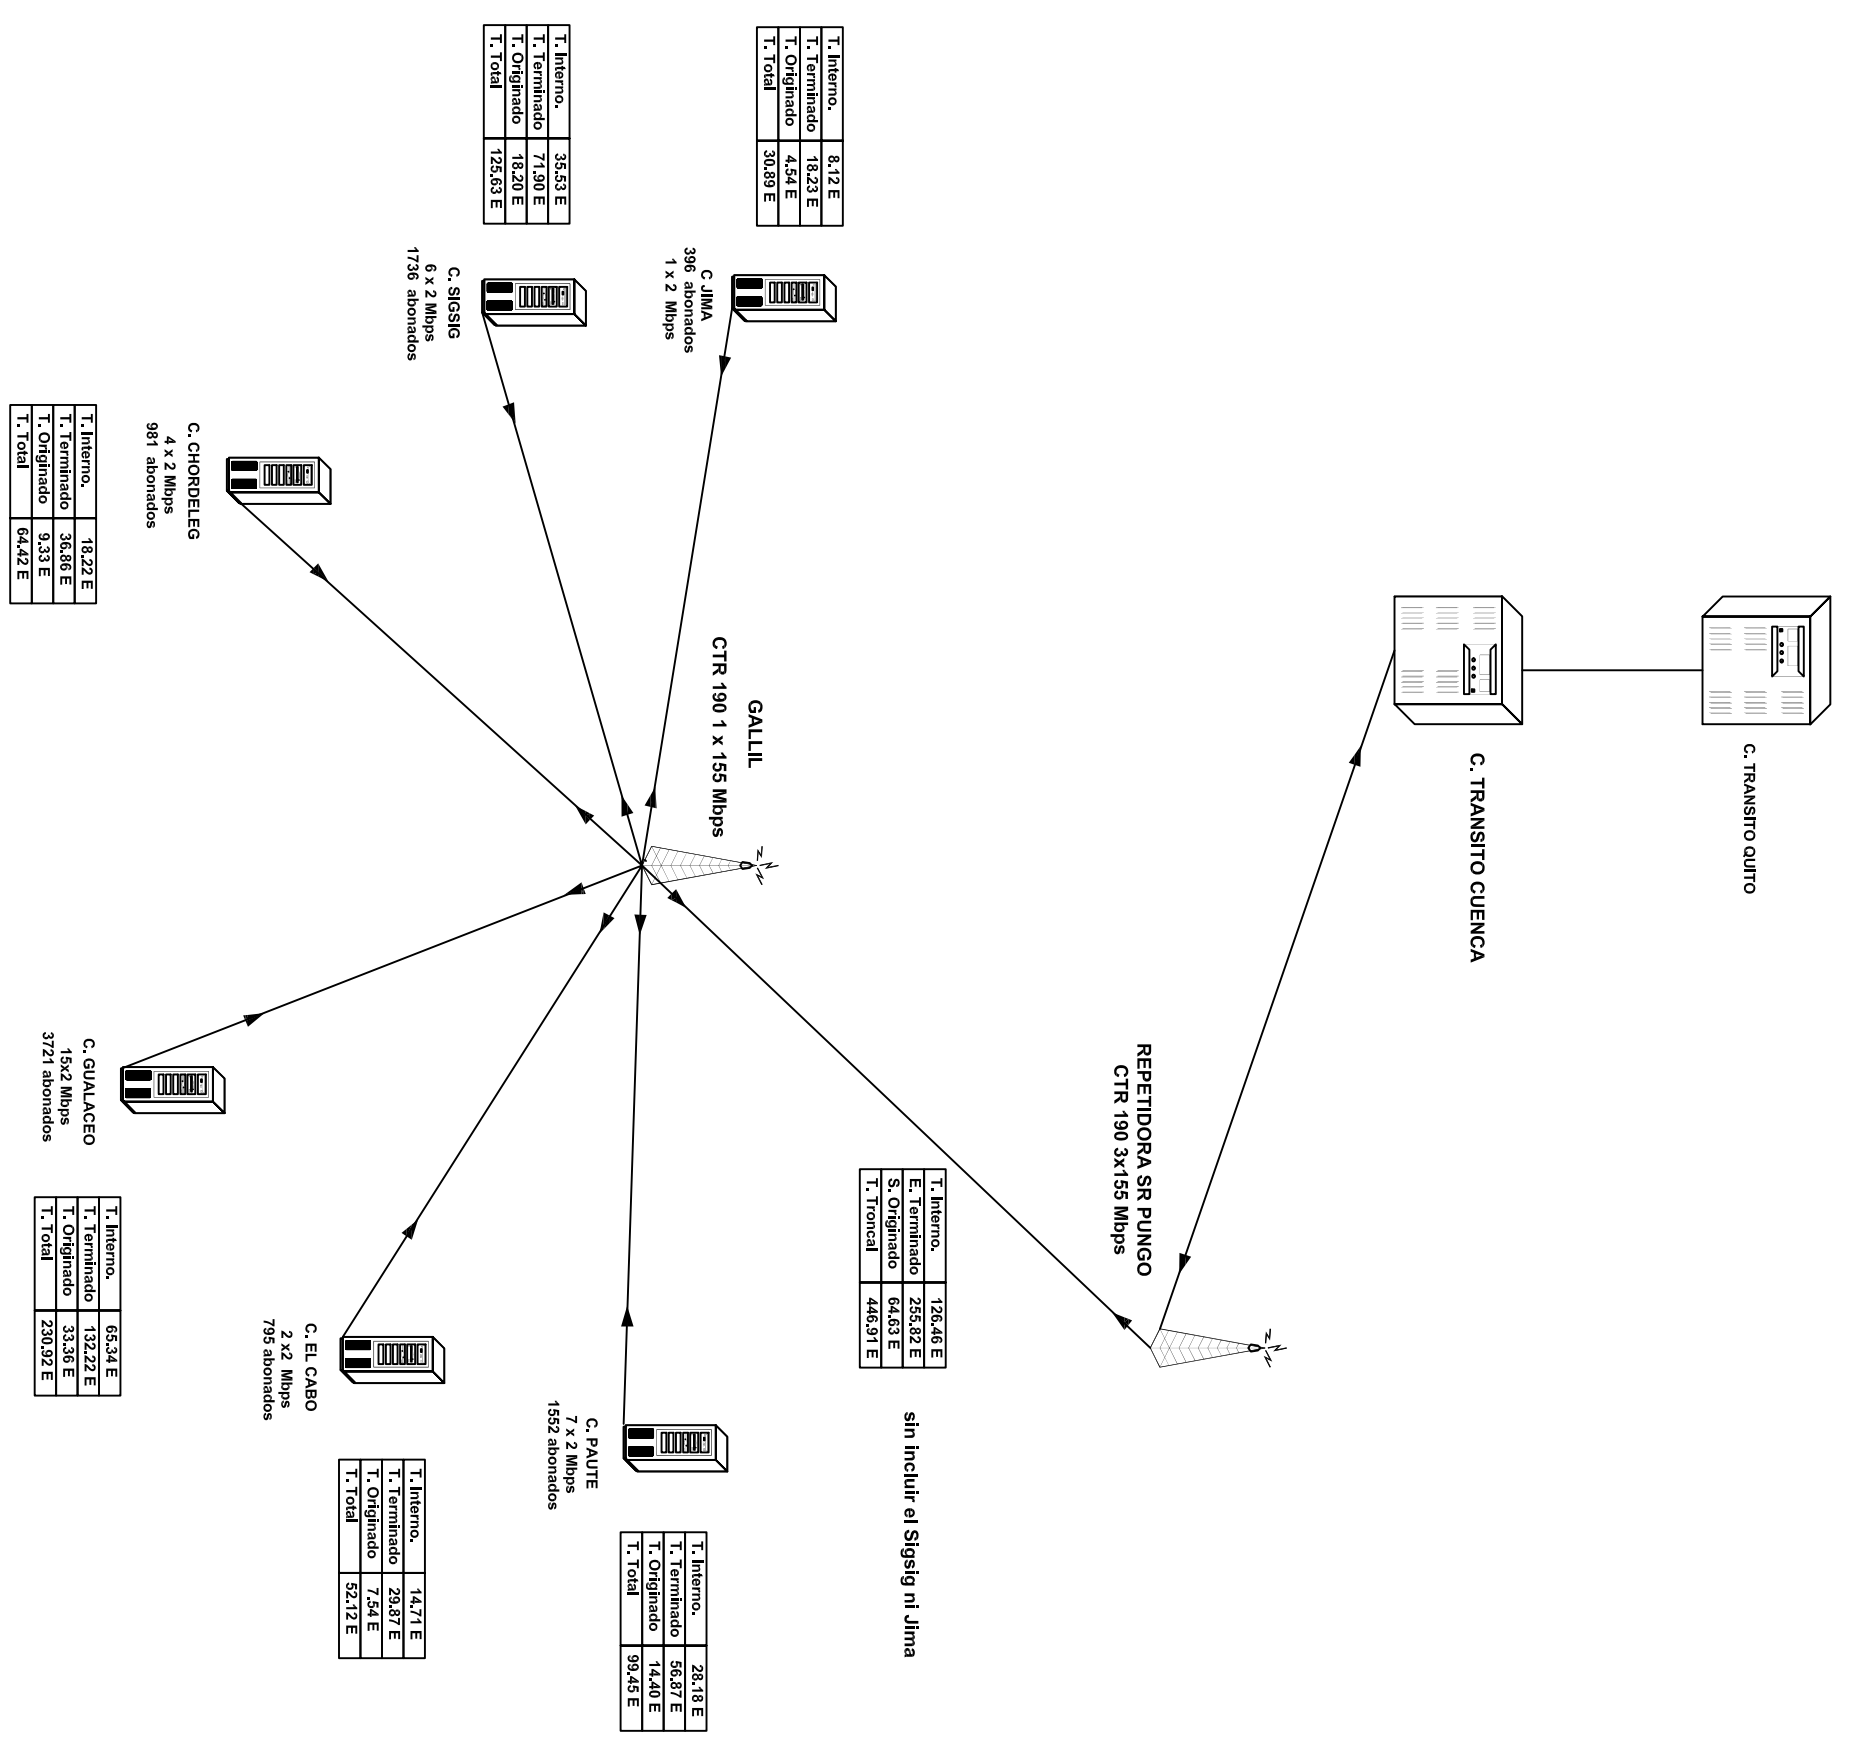 C. TRANSITO QUITO
C. TRANSITO CUENCA
REPETIDORA SR PUNGO
CTR 190 3x155 Mbps
T. Interno. 126.46 E
E. Terminado 255.82 E
S. Originado 64.63 E
T. Troncal 446.91 E
sin incluir el Sigsig ni Jima
GALLIL
CTR 190 1 x 155 Mbps
T. Interno. 8.12 E
T. Terminado 18.23 E
T. Originado 4.54 E
T. Total 30.89 E
C JIMA
396 abonados
1 x 2 Mbps
T. Interno. 35.53 E
T. Terminado 71.90 E
T. Originado 18.20 E
T. Total 125.63 E
C. SIGSIG
6 x 2 Mbps
1736 abonados
C. CHORDELEG
4 x 2 Mbps
981 abonados
T. Interno. 18.22 E
T. Terminado 36.86 E
T. Originado 9.33 E
T. Total 64.42 E
C. GUALACEO
15x2 Mbps
3721 abonados
T. Interno. 65.34 E
T. Terminado 132.22 E
T. Originado 33.36 E
T. Total 230.92 E
C. EL CABO
2 x2 Mbps
795 abonados
T. Interno. 14.71 E
T. Terminado 29.87 E
T. Originado 7.54 E
T. Total 52.12 E
C. PAUTE
7 x 2 Mbps
1552 abonados
T. Interno. 28.18 E
T. Terminado 56.87 E
T. Originado 14.40 E
T. Total 99.45 E